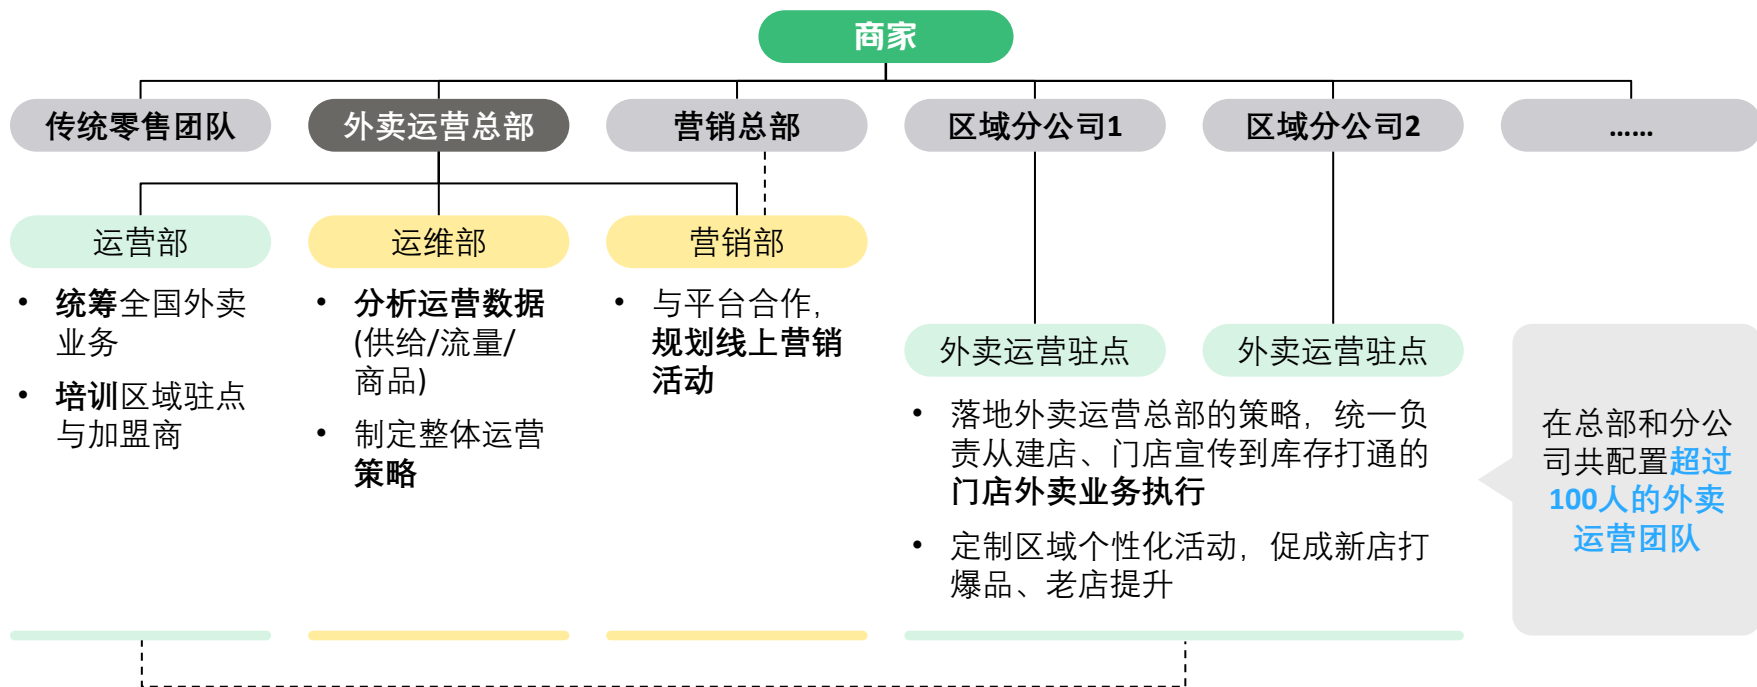 商家
传统零售团队
外卖运营总部
营销总部
区域分公司1
区域分公司2
......
运营部
运维部
营销部
• 统筹全国外卖
业务
• 培训区域驻点
与加盟商
• 分析运营数据
(供给/流量/
商品)
• 制定整体运营
策略
• 与平台合作,
规划线上营销
活动
外卖运营驻点
外卖运营驻点
• 落地外卖运营总部的策略,统一负
责从建店、门店宣传到库存打通的
门店外卖业务执行
• 定制区域个性化活动,促成新店打
爆品、老店提升
在总部和分公
司共配置超过
100人的外卖
运营团队